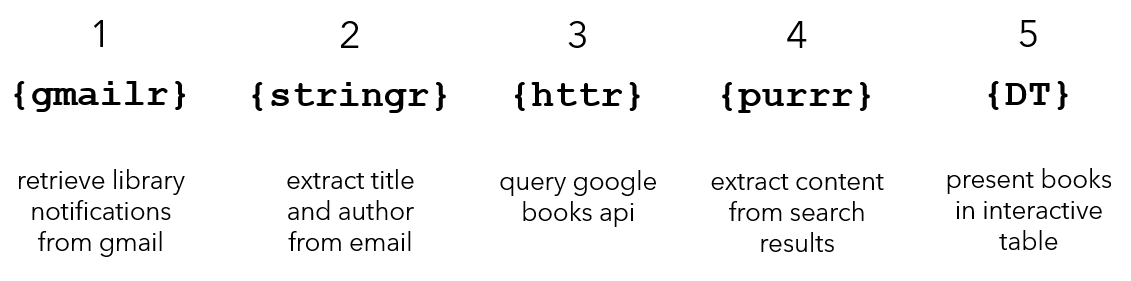 1
{gmailr}
retrieve library
notifications
from gmail
2
{stringr}
extract title
and author
from email
3
{httr}
query google
books api
4
{purrr}
extract content
from search
results
5
{DT}
present books
in interactive
table